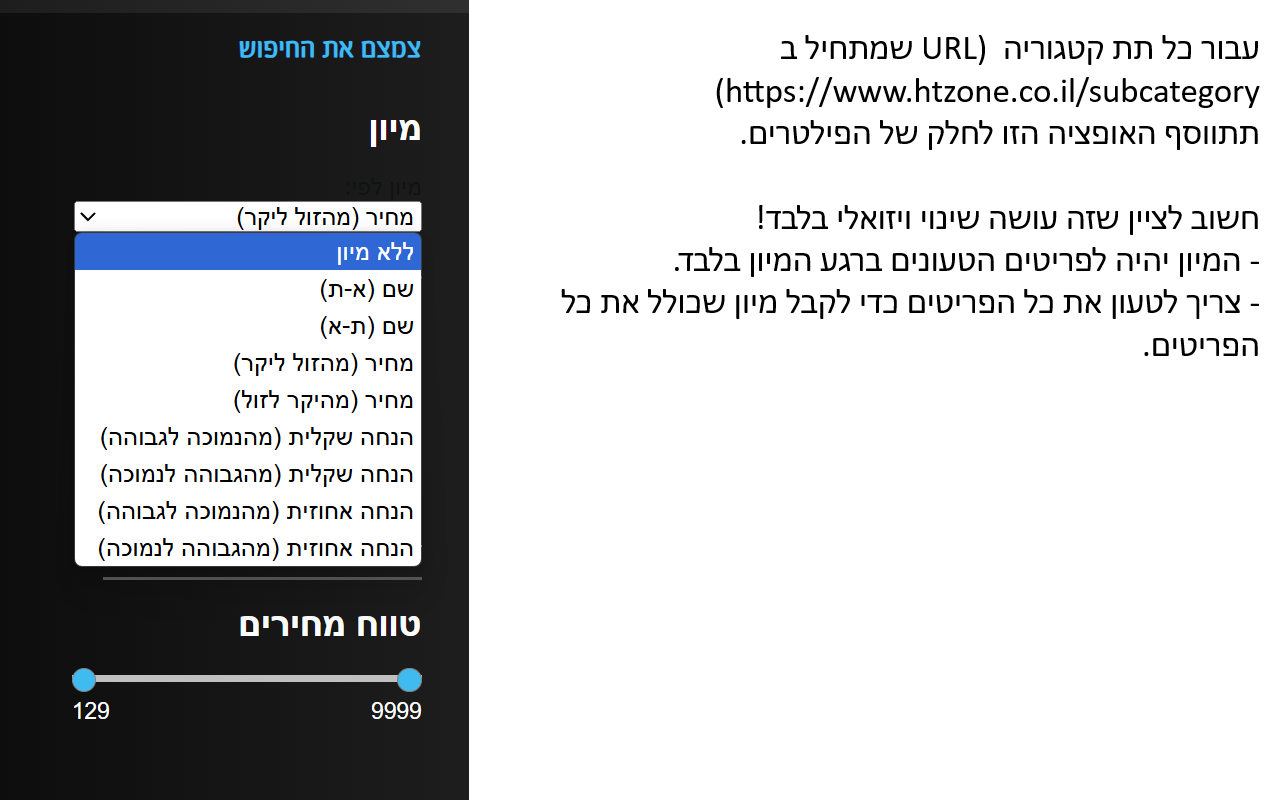 צמצם את החיפוש
מיון
מיון לפי:
מחיר (מהזול ליקר)
ללא מיון
שם (א-ת)
שם (ת-א)
מחיר (מהזול ליקר)
מחיר (מהיקר לזול)
הנחה שקלית (מהנמוכה לגבוהה)
הנחה שקלית (מהגבוהה לנמוכה)
הנחה אחוזית (מהנמוכה לגבוהה)
הנחה אחוזית (מהגבוהה לנמוכה)
טווח מחירים
129
9999
עבור כל תת קטגוריה  (URL שמתחיל ב
https://www.htzone.co.il/subcategory)
תתווסף האופציה הזו לחלק של הפילטרים.
חשוב לציין שזה עושה שינוי ויזואלי בלבד!
- המיון יהיה לפריטים הטעונים ברגע המיון בלבד.
- צריך לטעון את כל הפריטים כדי לקבל מיון שכולל את כל
הפריטים.